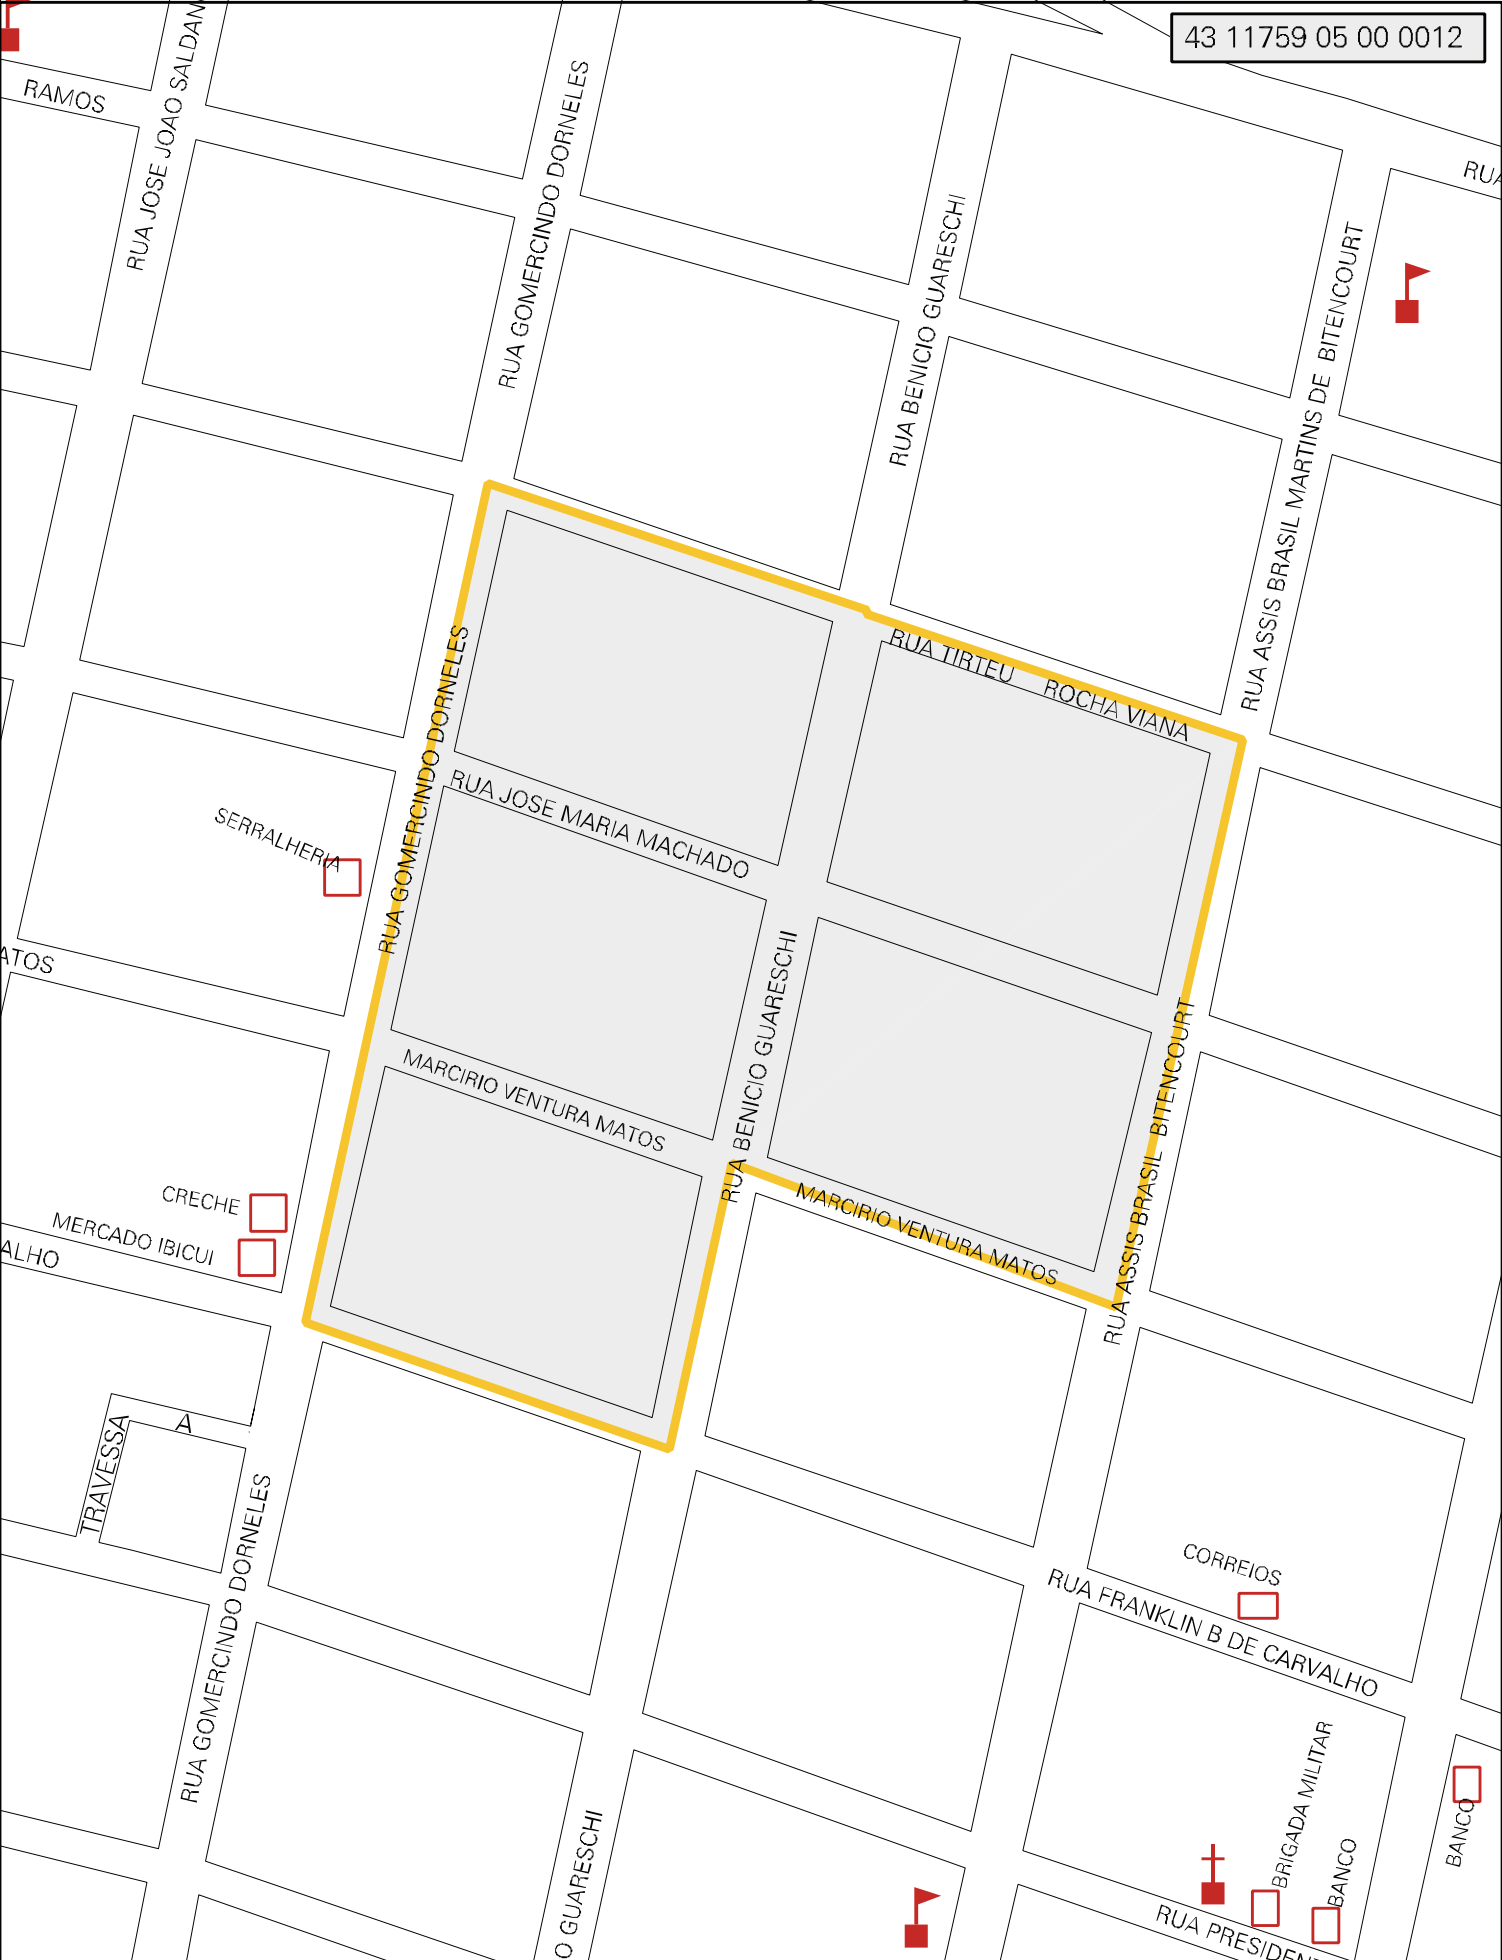 43 11759 05 00 0012
RAMOS
RUA JOSE JOAO SALDAN
RUA GOMERCINDO DORNELES
RUA BENICIO GUARESCHI
RUA ASSIS BRASIL MARTINS DE BITENCOURT
RUA
RUA TIRTEU ROCHA VIANA
RUA GOMERCINDO DORNELES
RUA JOSE MARIA MACHADO
SERRALHERIA
ATOS
RUA BENICIO GUARESCHI
MARCIRIO VENTURA MATOS
RUA ASSIS BRASIL BITENCOURT
MARCIRIO VENTURA MATOS
CRECHE
MERCADO IBICUI
ALHO
TRAVESSA
A
RUA GOMERCINDO DORNELES
CORREIOS
RUA FRANKLIN B DE CARVALHO
BRIGADA MILITAR
BANCO
BANCO
O GUARESCHI
RUA PRESIDENT